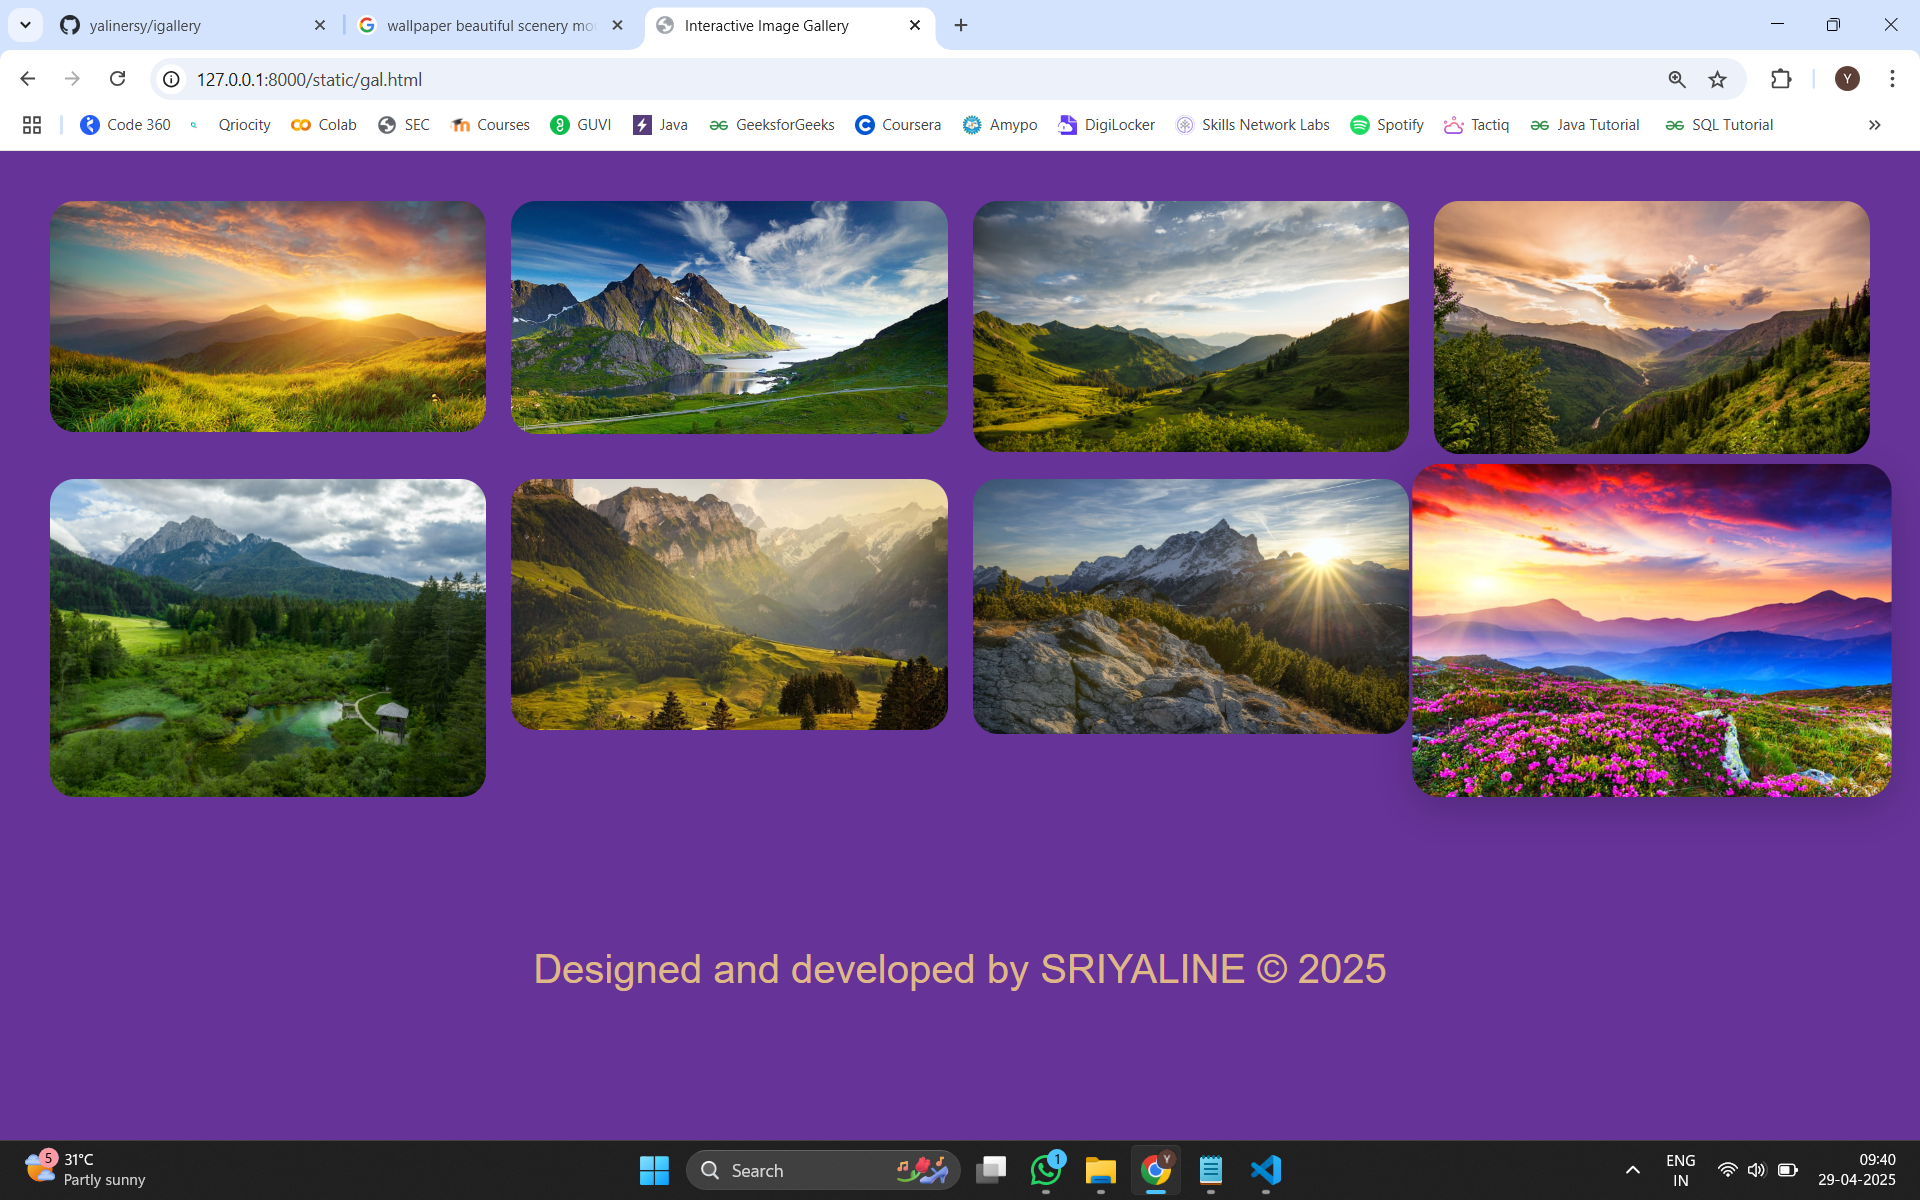 yalinersy/igallery
wallpaper beautiful scenery mo
Interactive Image Gallery
127.0.0.1:8000/static/gal.html
Y
Code 360
Qriocity
Colab
SEC
Courses
GUVI
Java
GeeksforGeeks
Coursera
Amypo
DigiLocker
Skills Network Labs
Spotify
Tactiq
Java Tutorial
SQL Tutorial
Designed and developed by SRIYALINE © 2025
5
31°C
Partly sunny
Search
1
Y
ENG
IN
09:40
29-04-2025